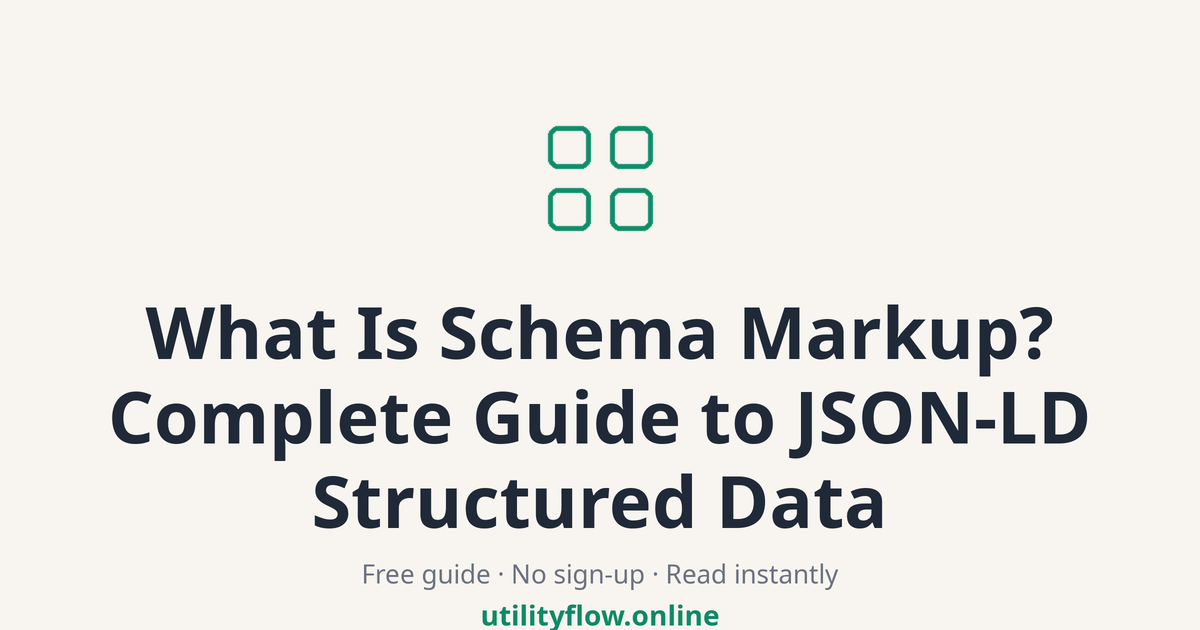 What Is Schema Markup?
Complete Guide to JSON-LD
Structured Data
Free guide · No sign-up · Read instantly
utilityflow.online